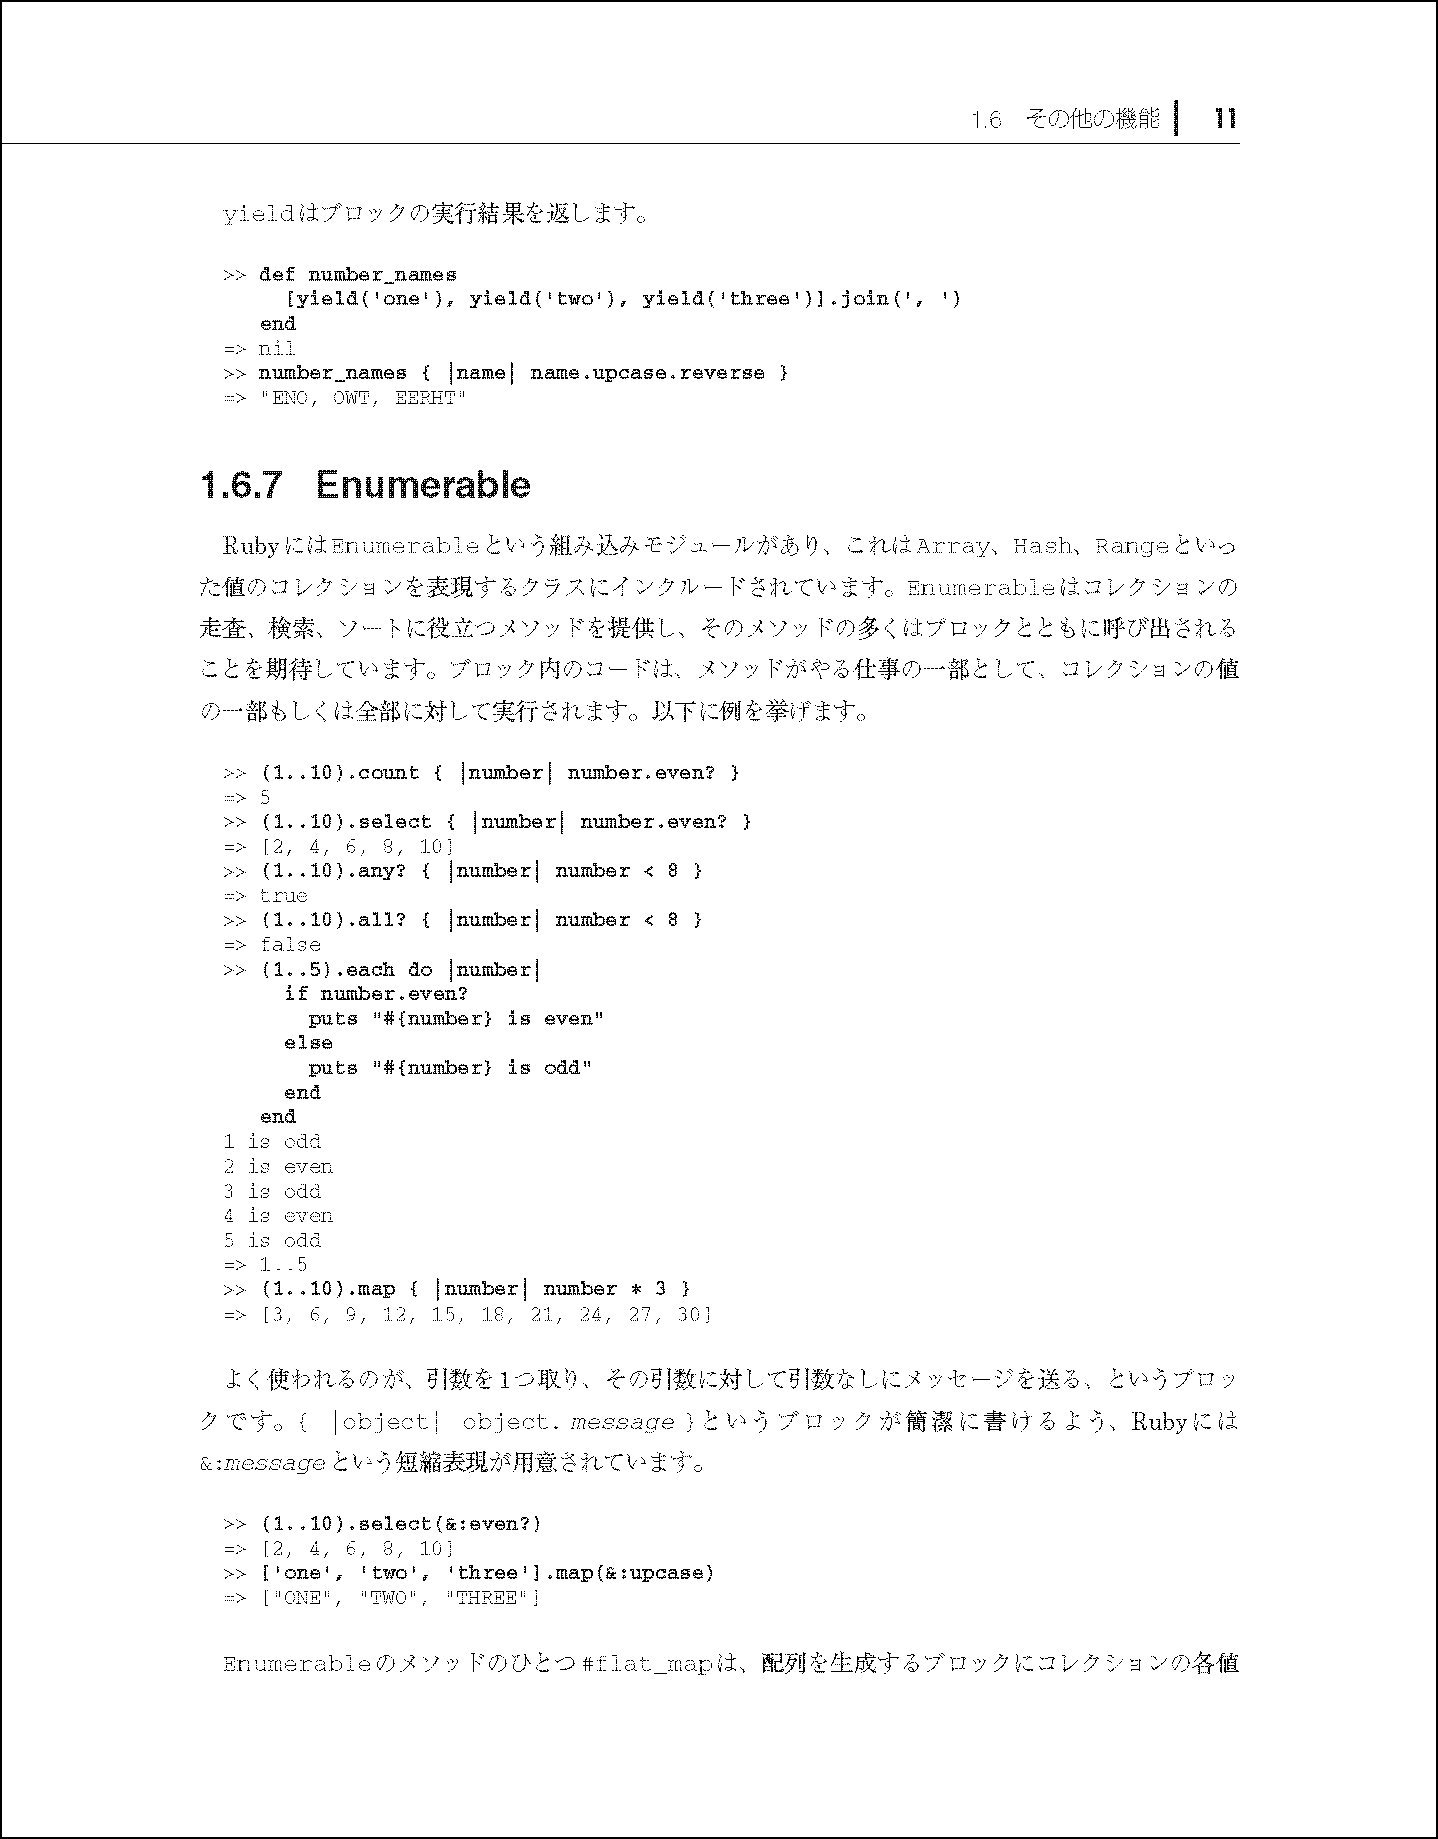 1.6 その他の機能 11
yieldはブロックの実行結果を返します。
>> def number_names
     [yield('one'), yield('two'), yield('three')].join(', ')
   end
=> nil
>> number_names { |name| name.upcase.reverse }
=> "ENO, OWT, EERHT"
1.6.7 Enumerable
RubyにはEnumerableという組み込みモジュールがあり、これはArray、Hash、Rangeといっ
た値のコレクションを表現するクラスにインクルードされています。Enumerableはコレクションの
走査、検索、ソートに役立つメソッドを提供し、そのメソッドの多くはブロックとともに呼び出される
ことを期待しています。ブロック内のコードは、メソッドがやる仕事の一部として、コレクションの値
の一部もしくは全部に対して実行されます。以下に例を挙げます。
>> (1..10).count { |number| number.even? }
=> 5
>> (1..10).select { |number| number.even? }
=> [2, 4, 6, 8, 10]
>> (1..10).any? { |number| number < 8 }
=> true
>> (1..10).all? { |number| number < 8 }
=> false
>> (1..5).each do |number|
     if number.even?
       puts "#{number} is even"
     else
       puts "#{number} is odd"
     end
   end
1 is odd
2 is even
3 is odd
4 is even
5 is odd
=> 1..5
>> (1..10).map { |number| number * 3 }
=> [3, 6, 9, 12, 15, 18, 21, 24, 27, 30]
よく使われるのが、引数を1つ取り、その引数に対して引数なしにメッセージを送る、というブロッ
クです。{ |object| object.message }というブロックが簡潔に書けるよう、Rubyには
&:messageという短縮表現が用意されています。
>> (1..10).select(&:even?)
=> [2, 4, 6, 8, 10]
>> ['one', 'two', 'three'].map(&:upcase)
=> ["ONE", "TWO", "THREE"]
Enumerableのメソッドのひとつ#flat_mapは、配列を生成するブロックにコレクションの各値